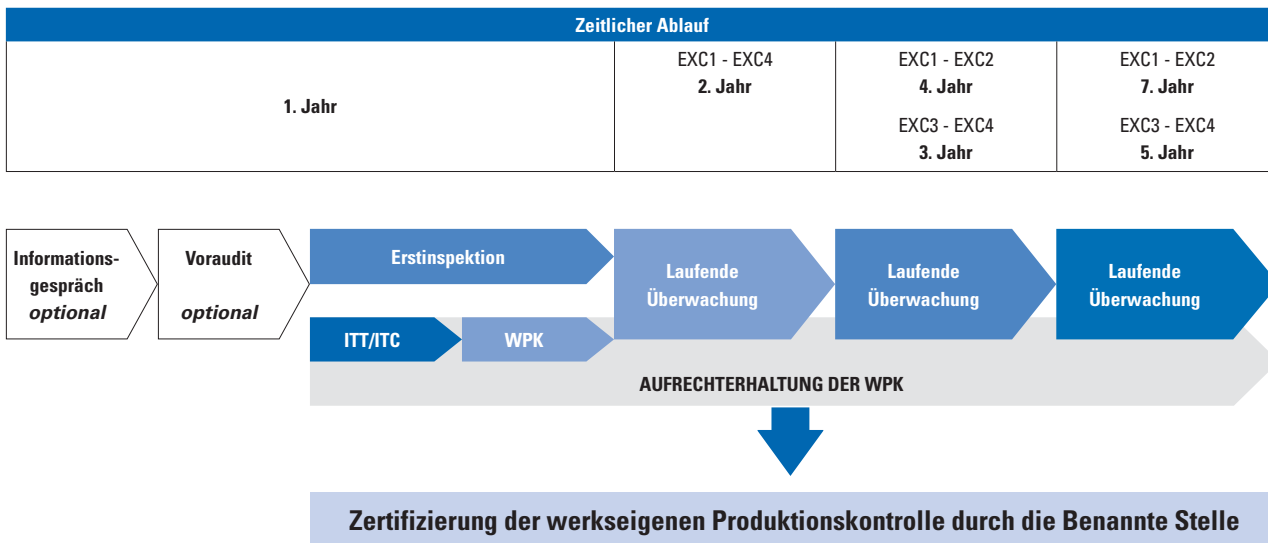 Zeitlicher Ablauf
1. Jahr
EXC1 - EXC4
2. Jahr
EXC1 - EXC2
4. Jahr
EXC3 - EXC4
3. Jahr
EXC1 - EXC2
7. Jahr
EXC3 - EXC4
5. Jahr
Informations-
gespräch
optional
Voraudit
optional
Erstinspektion
ITT/ITC
WPK
Laufende
Überwachung
Laufende
Überwachung
Laufende
Überwachung
AUFRECHTERHALTUNG DER WPK
Zertifizierung der werkseigenen Produktionskontrolle durch die Benannte Stelle